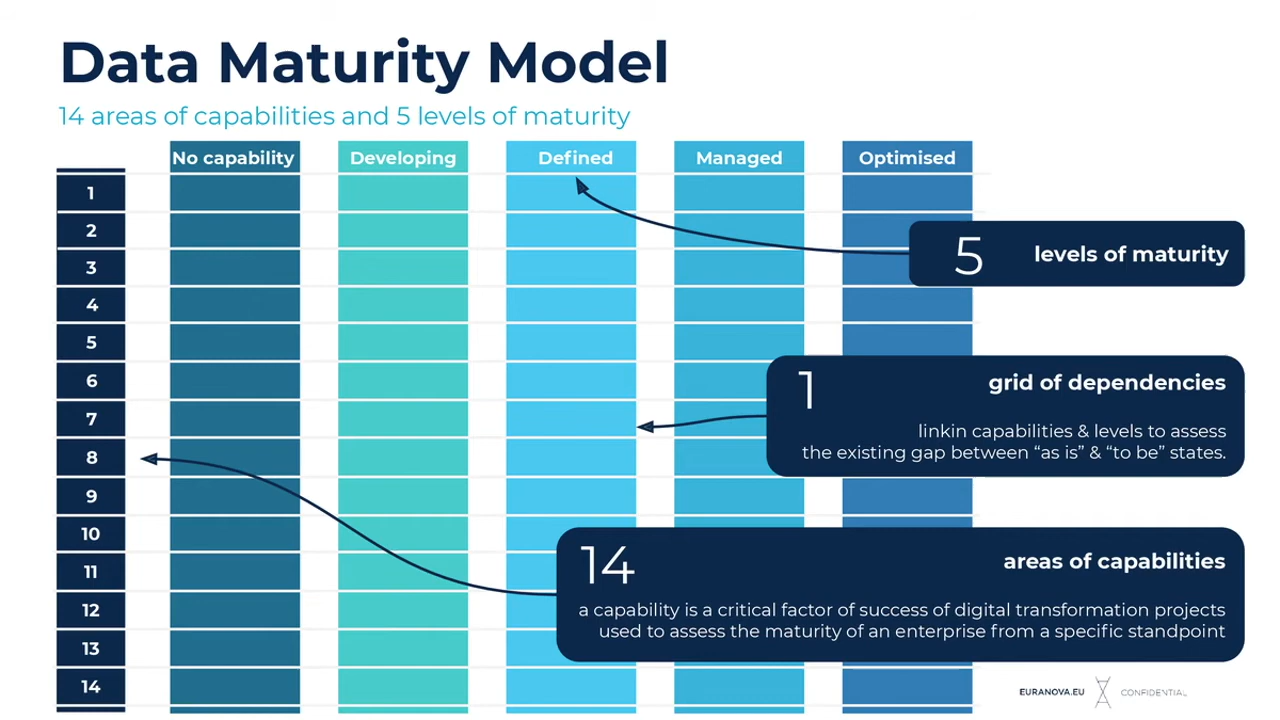 Data Maturity Model
14 areas of capabilities and 5 levels of maturity
No capability
Developing
Defined
Managed
Optimised
1
2
3
4
5
6
7
8
9
10
11
12
13
14
5 levels of maturity
1 grid of dependencies
linkin capabilities & levels to assess
the existing gap between “as is” & “to be” states.
14 areas of capabilities
a capability is a critical factor of success of digital transformation projects
used to assess the maturity of an enterprise from a specific standpoint
EURANOVA.EU
CONFIDENTIAL